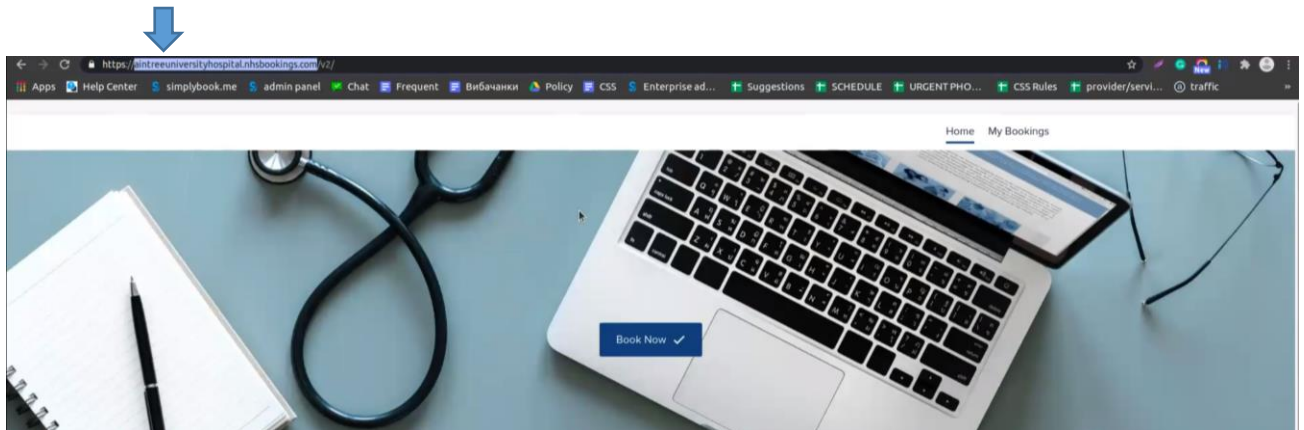 https://aintreeuniversityhospital.nhsbookings.com/v2/
Apps Help Center simplybook.me admin panel Chat Frequent Вибачанки Policy CSS Enterprise ad... Suggestions SCHEDULE URGENT PHO... CSS Rules provider/servi... traffic »
New
Home My Bookings
Book Now